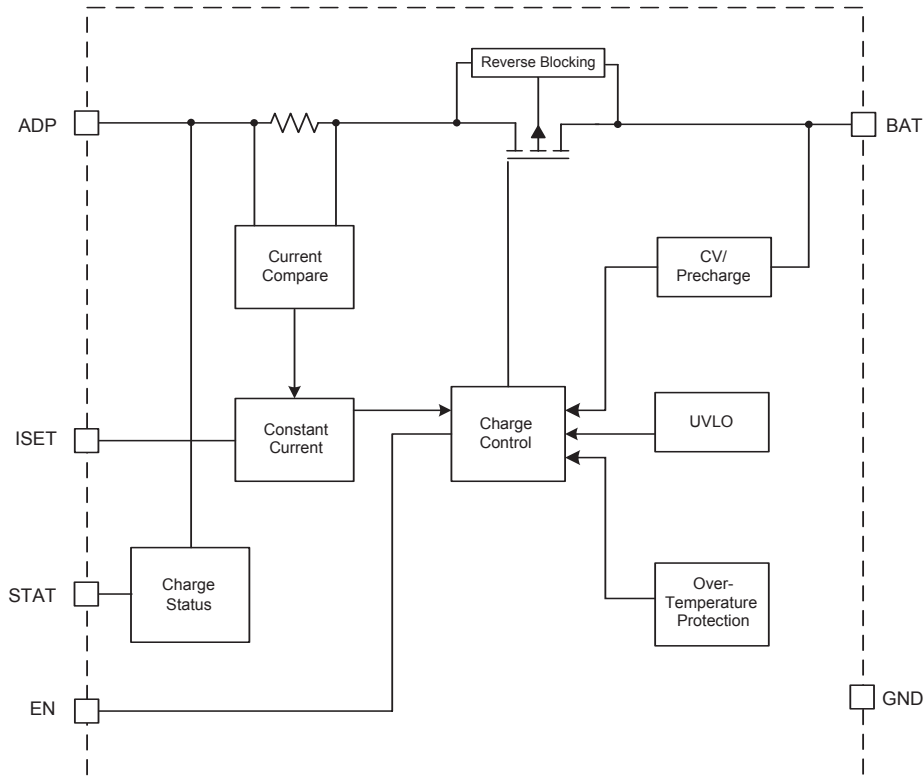 Reverse Blocking
ADP
BAT
Current
Compare
CV/
Precharge
ISET
Constant
Current
Charge
Control
UVLO
STAT
Charge
Status
Over-
Temperature
Protection
EN
GND